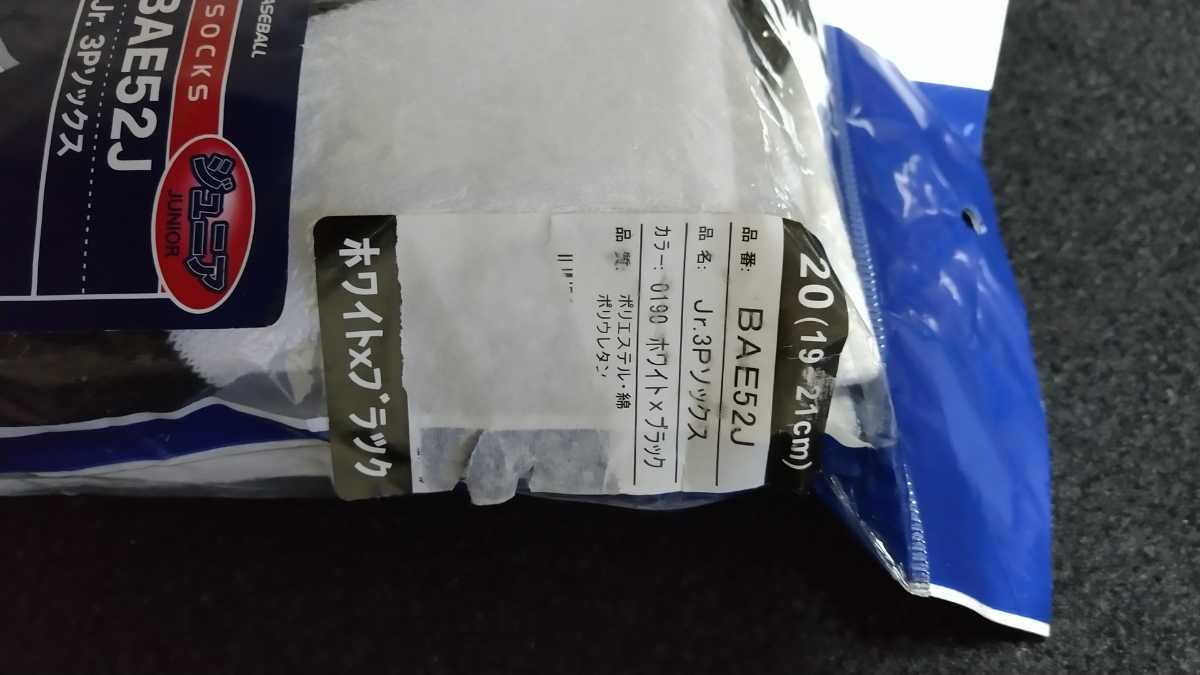 BASEBALL
SOCKS
BAE52J
Jr. 3Pソックス
ジュニア
JUNIOR
20(19-21cm)
品番: BAE52J
品名: Jr.3Pソックス
カラー: 0190 ホワイト×ブラック
品質: ポリエステル・綿
ポリウレタン
ホワイト×ブラック